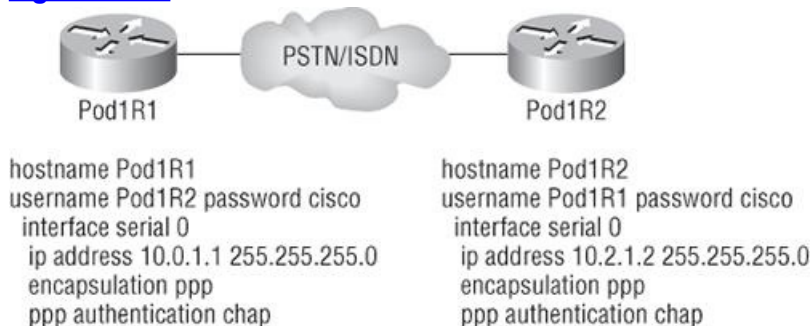 PSTN/ISDN
Pod1R1
Pod1R2
hostname Pod1R1
username Pod1R2 password cisco
interface serial 0
ip address 10.0.1.1 255.255.255.0
encapsulation ppp
ppp authentication chap
hostname Pod1R2
username Pod1R1 password cisco
interface serial 0
ip address 10.2.1.2 255.255.255.0
encapsulation ppp
ppp authentication chap